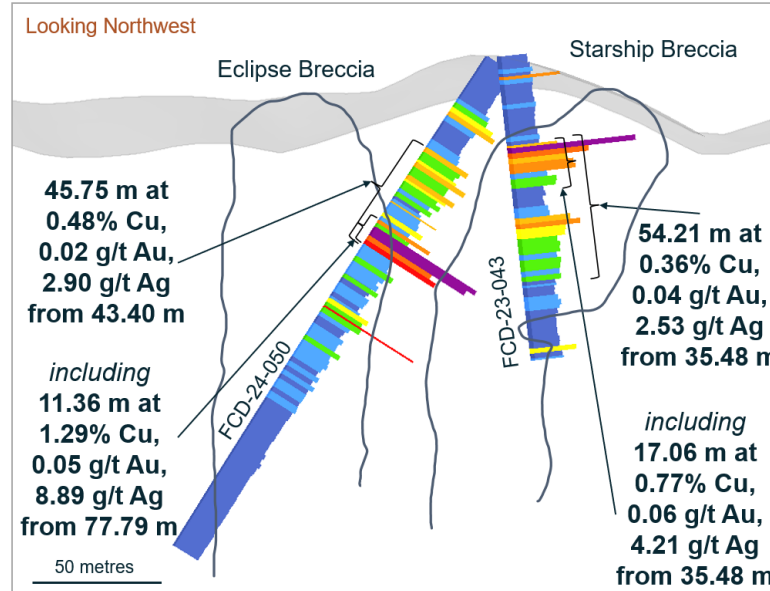 Looking Northwest
Eclipse Breccia
Starship Breccia
45.75 m at
0.48% Cu,
0.02 g/t Au,
2.90 g/t Ag
from 43.40 m
including
11.36 m at
1.29% Cu,
0.05 g/t Au,
8.89 g/t Ag
from 77.79 m
FCD-24-050
FCD-23-043
54.21 m at
0.36% Cu,
0.04 g/t Au,
2.53 g/t Ag
from 35.48 m
including
17.06 m at
0.77% Cu,
0.06 g/t Au,
4.21 g/t Ag
from 35.48 m
50 metres